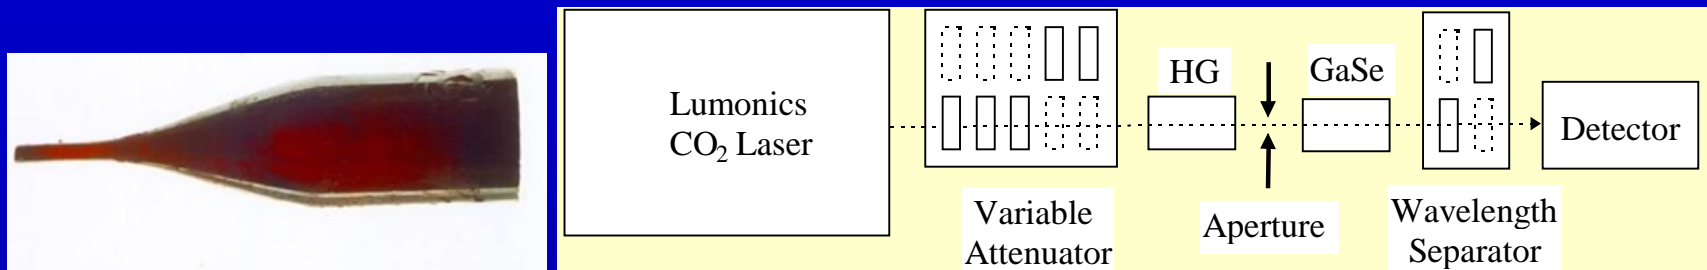 Lumonics
CO₂ Laser
Variable
Attenuator
HG
Aperture
GaSe
Wavelength
Separator
Detector